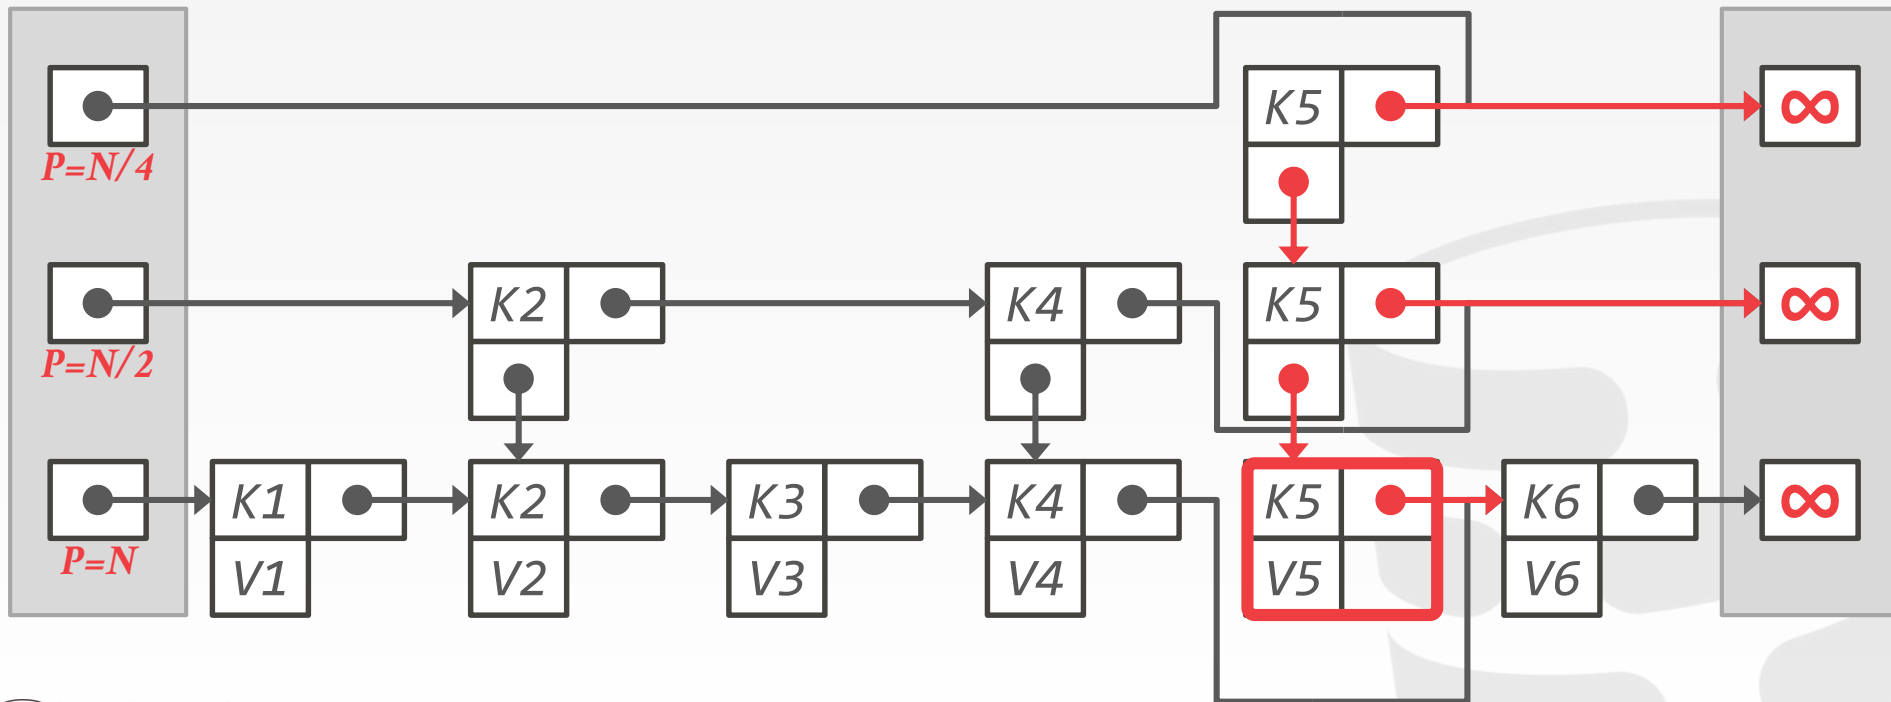 K5 ∞
P=N/4
K2 K4 K5 ∞
P=N/2
K1 K2 K3 K4 K5 K6 ∞
P=N
V1 V2 V3 V4 V5 V6